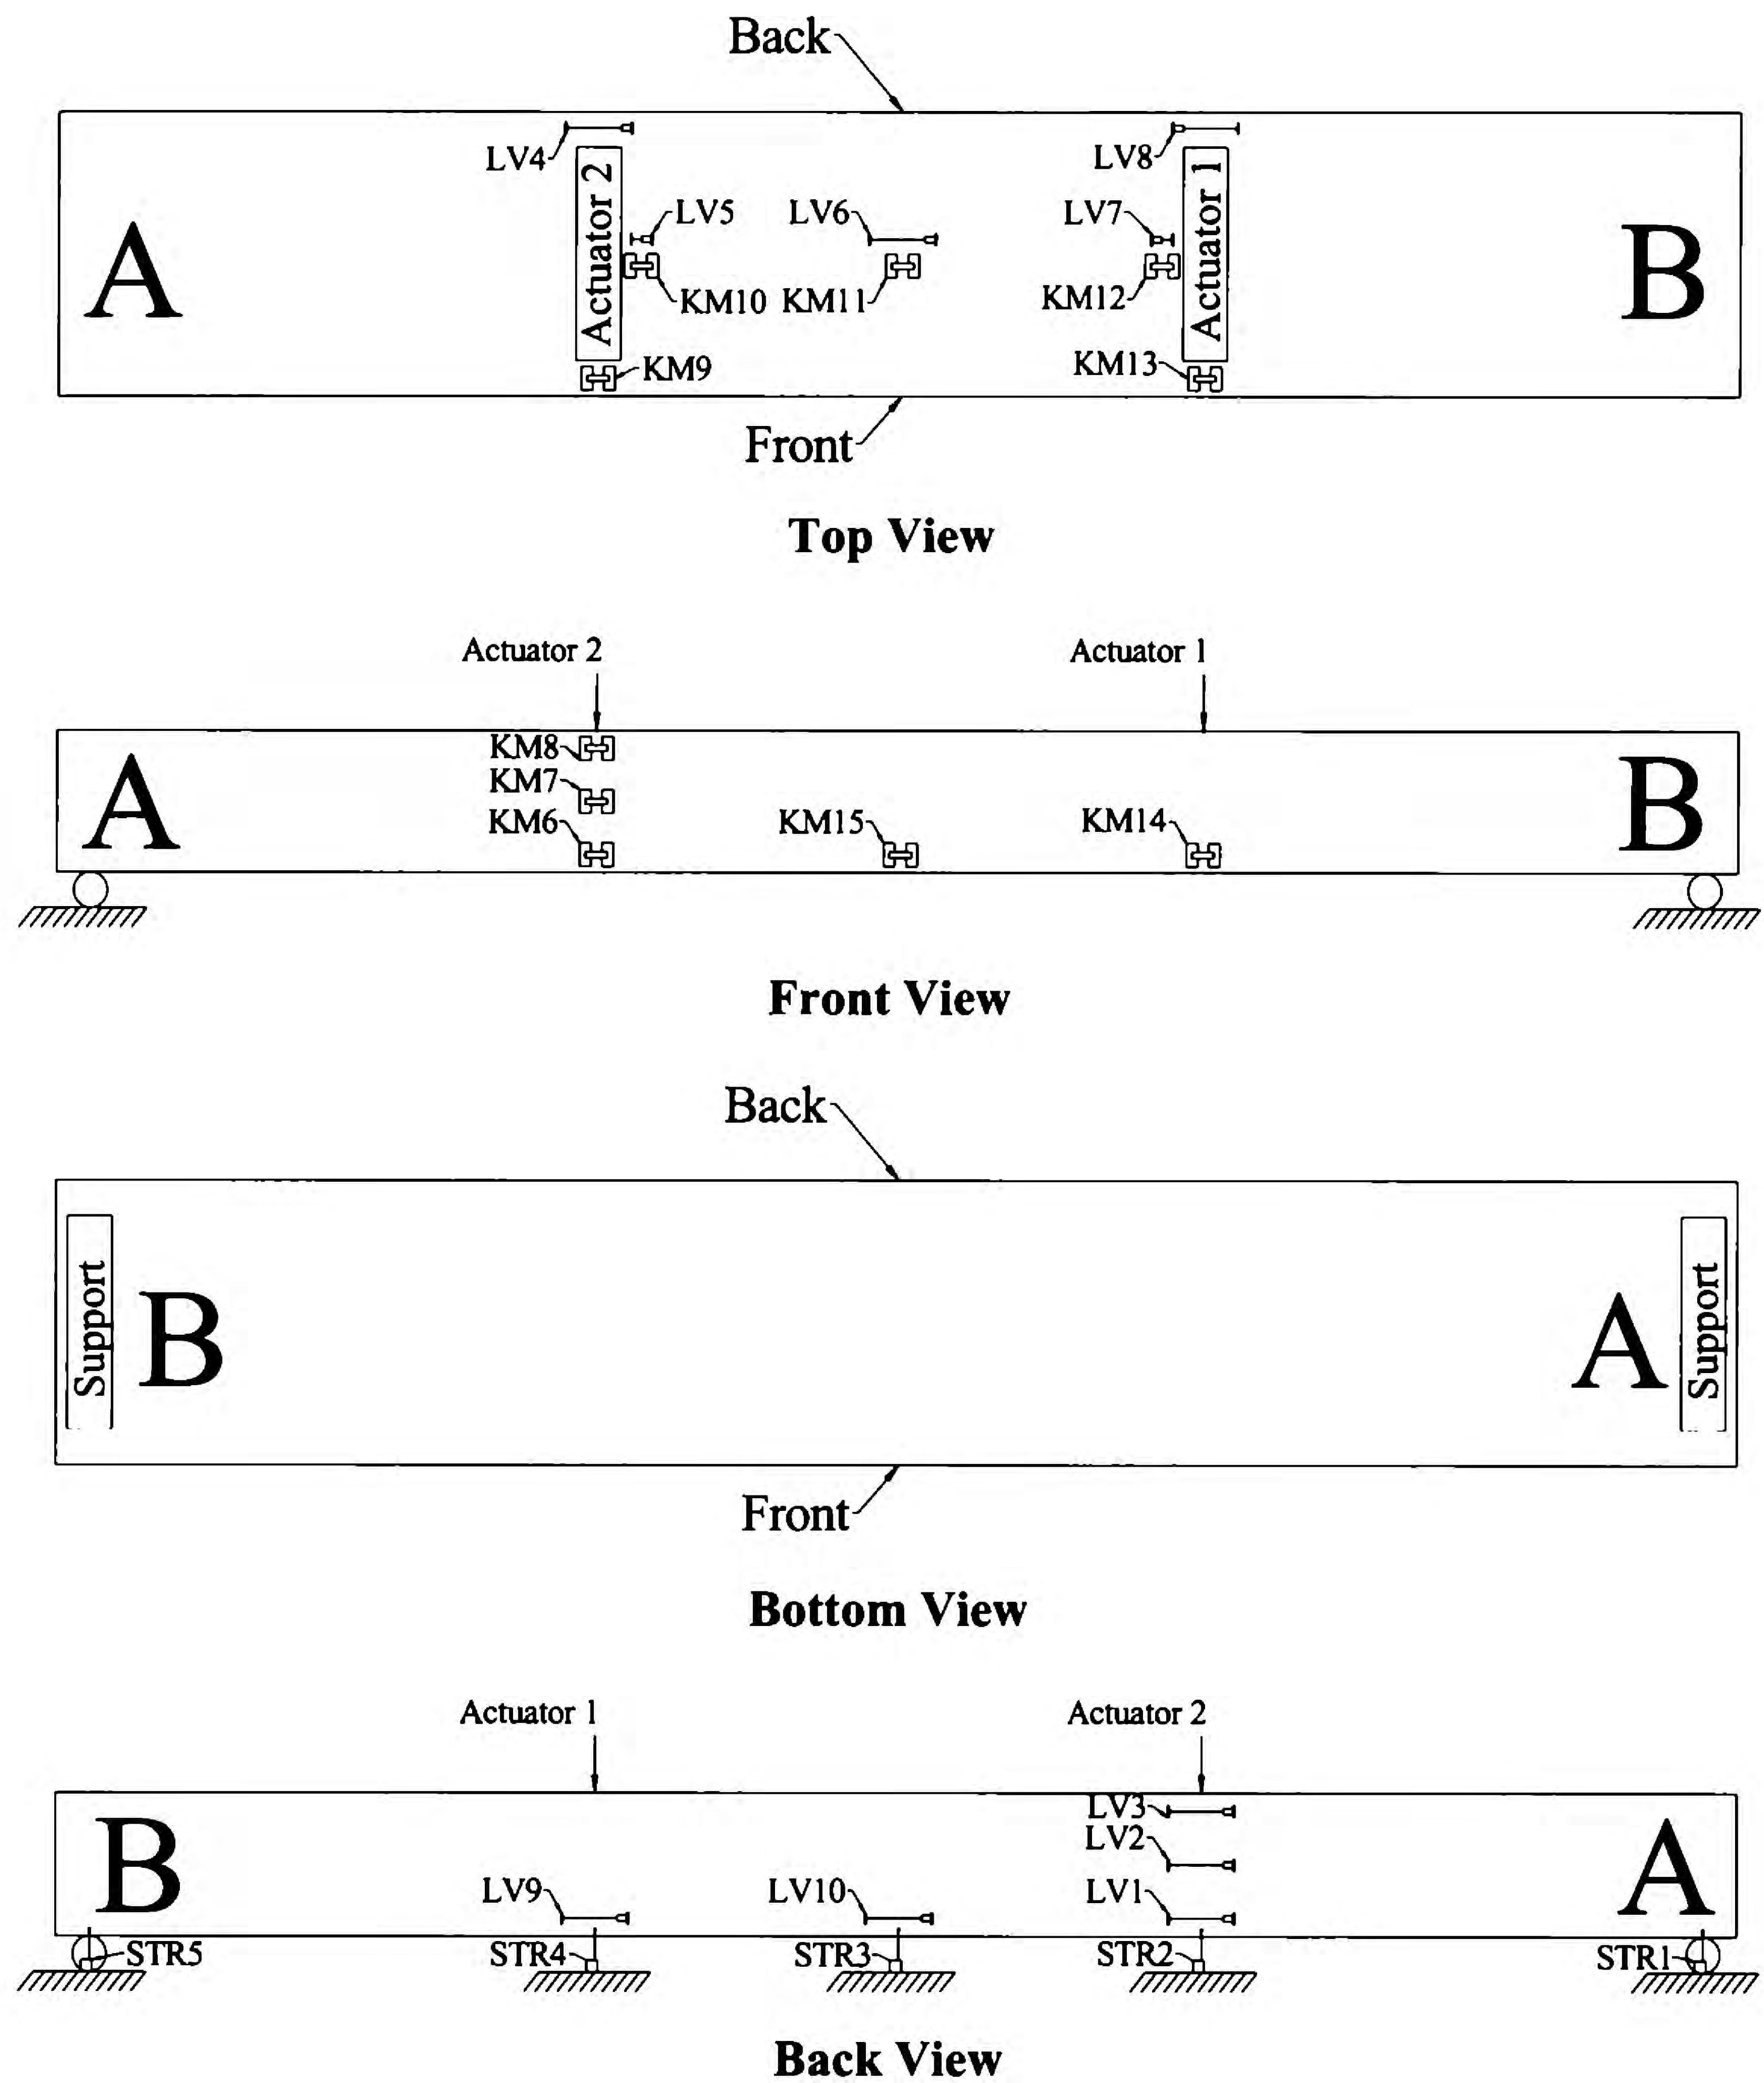 Back
LV4
LV8
Actuator 2
Actuator 1
LV5
LV6
LV7
A
B
KM10
KM11
KM12
KM9
KM13
Front
Top View
Actuator 2
Actuator 1
KM8
KM7
KM6
KM15
KM14
A
B
Front View
Back
Support
B
A
Support
Front
Bottom View
Actuator 1
Actuator 2
LV3
LV2
B
LV9
LV10
LV1
A
STR5
STR4
STR3
STR2
STR1
Back View